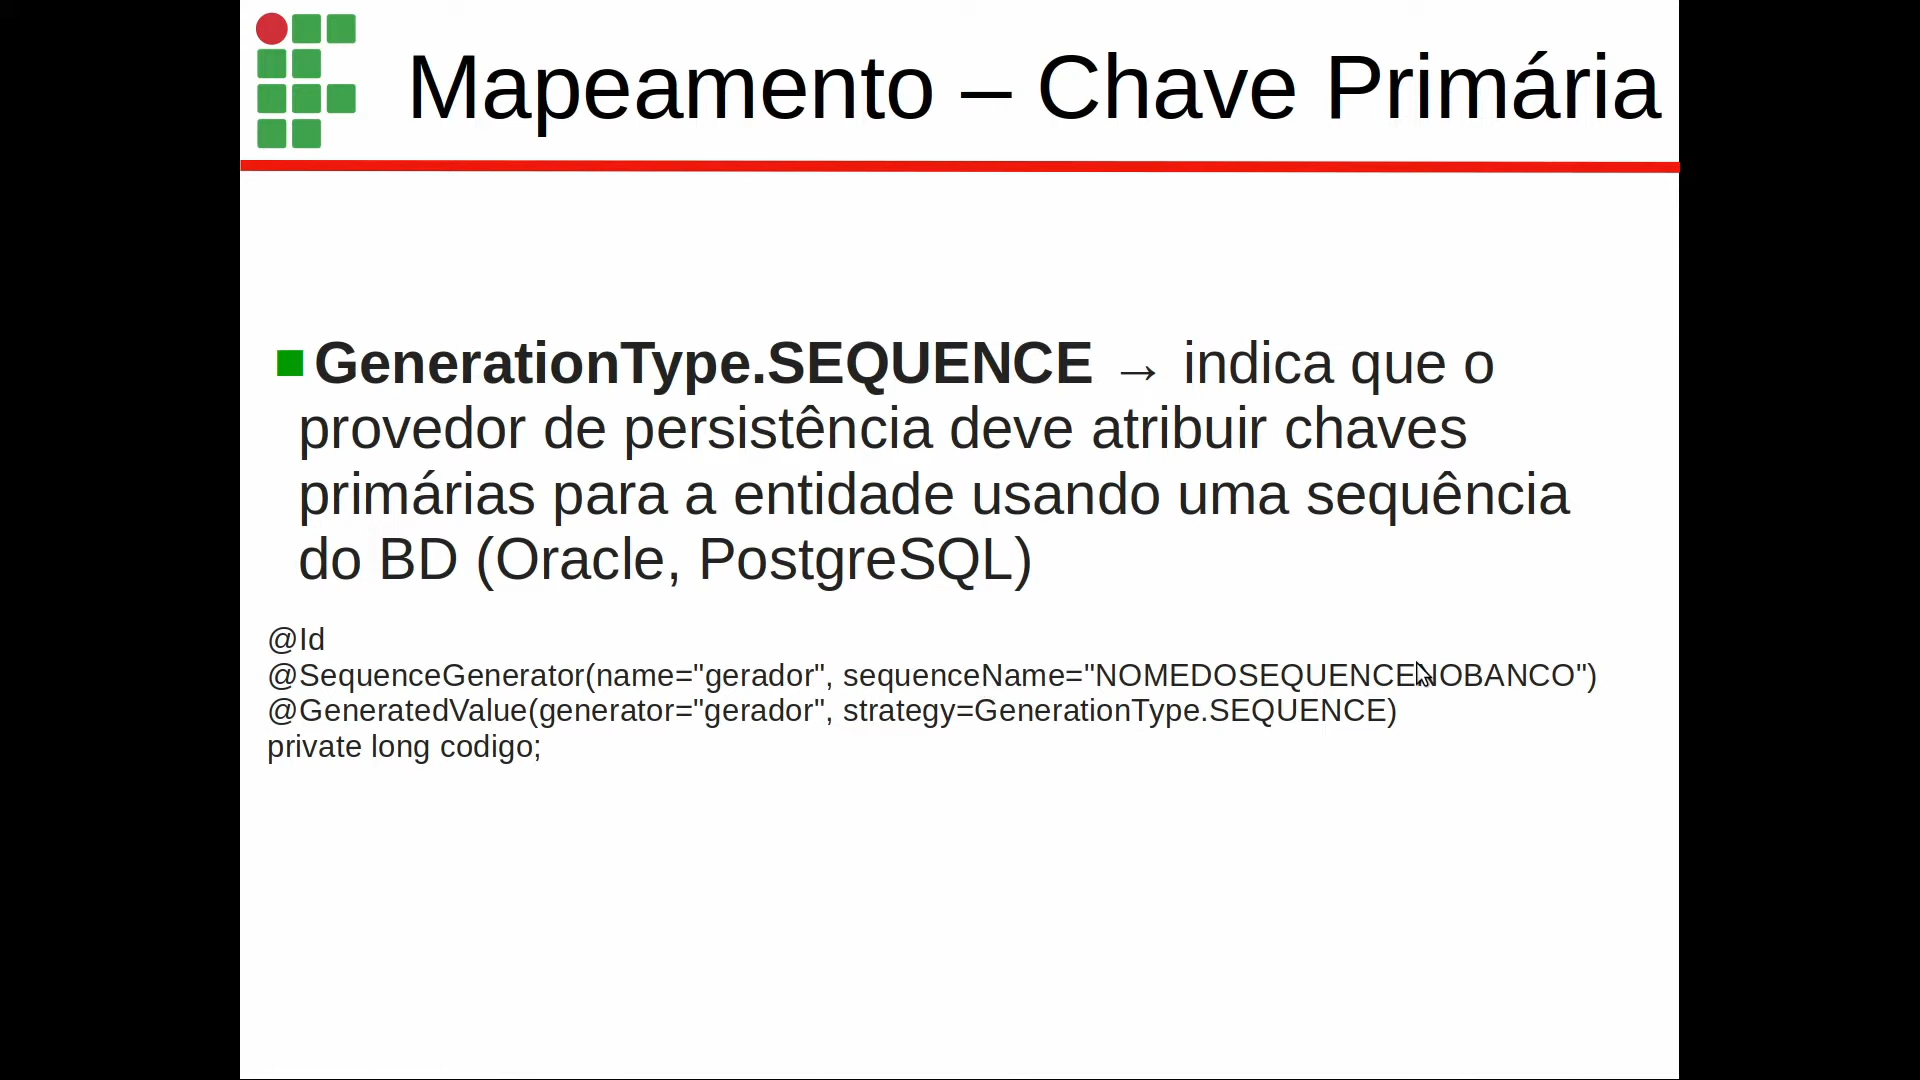 Mapeamento – Chave Primária
GenerationType.SEQUENCE → indica que o
provedor de persistência deve atribuir chaves
primárias para a entidade usando uma sequência
do BD (Oracle, PostgreSQL)
@Id
@SequenceGenerator(name="gerador", sequenceName="NOMEDOSEQUENCENOBANCO")
@GeneratedValue(generator="gerador", strategy=GenerationType.SEQUENCE)
private long codigo;